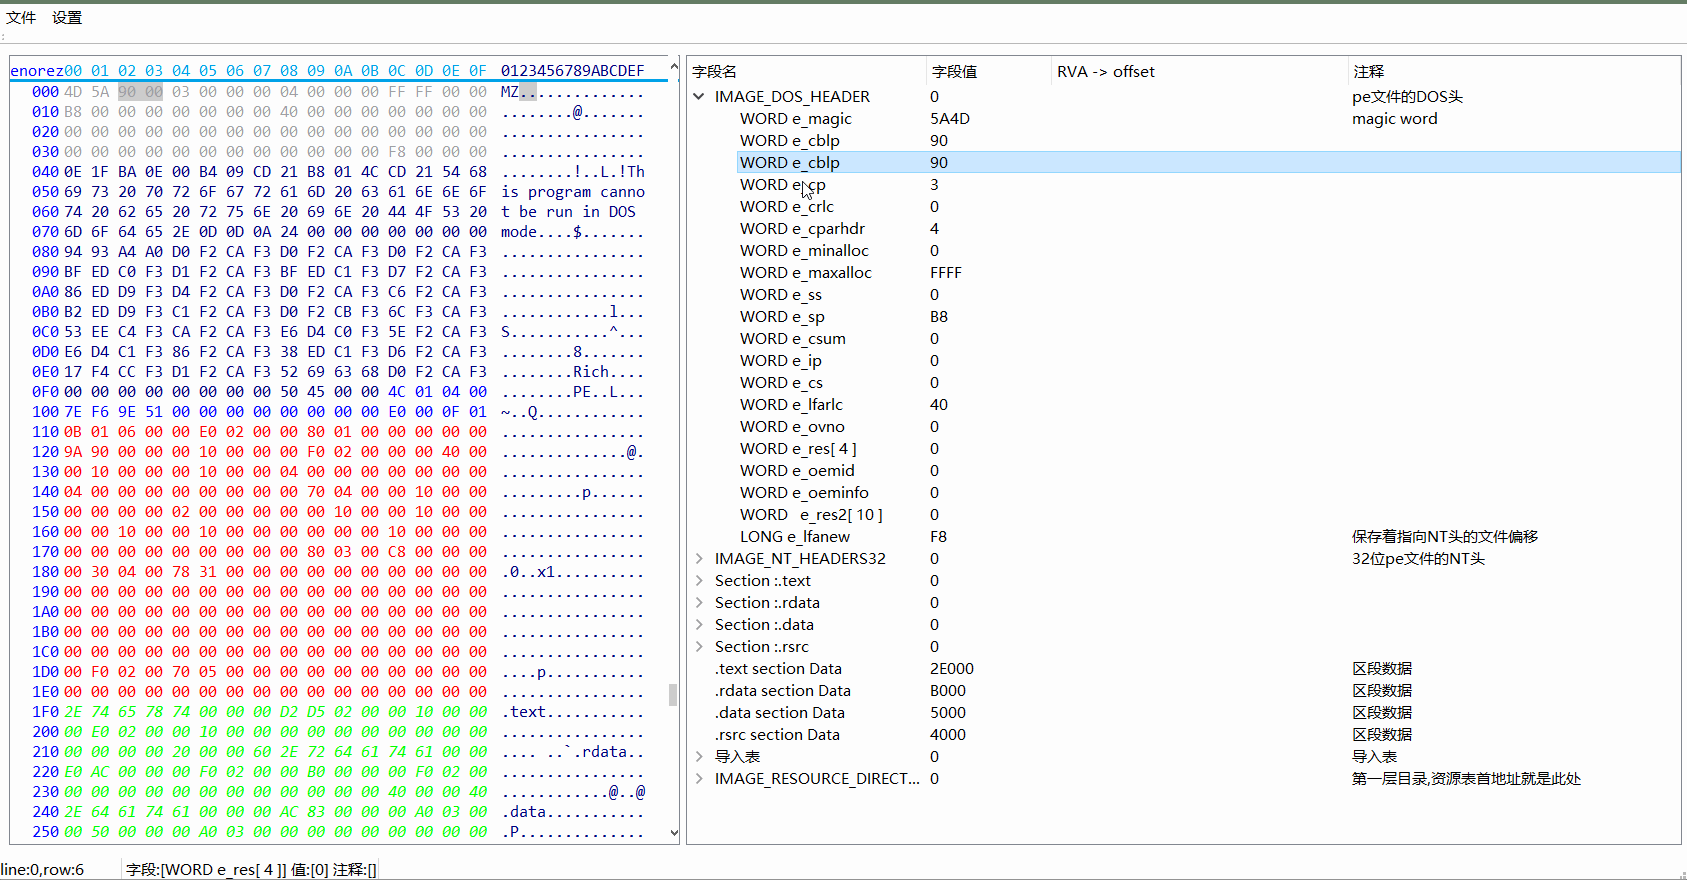 文件 设置
enorez00 01 02 03 04 05 06 07 08 09 0A 0B 0C 0D 0E 0F 0123456789ABCDEF
000 4D 5A 90 00 03 00 00 00 04 00 00 00 FF FF 00 00 MZ..............
010 B8 00 00 00 00 00 00 00 40 00 00 00 00 00 00 00 ........@.......
020 00 00 00 00 00 00 00 00 00 00 00 00 00 00 00 00 ................
030 00 00 00 00 00 00 00 00 00 00 00 00 F8 00 00 00 ................
040 0E 1F BA 0E 00 B4 09 CD 21 B8 01 4C CD 21 54 68 ........!..L.!Th
050 69 73 20 70 72 6F 67 72 61 6D 20 63 61 6E 6E 6F is program canno
060 74 20 62 65 20 72 75 6E 20 69 6E 20 44 4F 53 20 t be run in DOS
070 6D 6F 64 65 2E 0D 0D 0A 24 00 00 00 00 00 00 00 mode....$.......
080 94 93 A4 A0 D0 F2 CA F3 D0 F2 CA F3 D0 F2 CA F3 ................
090 BF ED C0 F3 D1 F2 CA F3 BF ED C1 F3 D7 F2 CA F3 ................
0A0 86 ED D9 F3 D4 F2 CA F3 D0 F2 CA F3 C6 F2 CA F3 ................
0B0 B2 ED D9 F3 C1 F2 CA F3 D0 F2 CB F3 6C F3 CA F3 ............l...
0C0 53 EE C4 F3 CA F2 CA F3 E6 D4 C0 F3 5E F2 CA F3 S...........^...
0D0 E6 D4 C1 F3 86 F2 CA F3 38 ED C1 F3 D6 F2 CA F3 ........8.......
0E0 17 F4 CC F3 D1 F2 CA F3 52 69 63 68 D0 F2 CA F3 ........Rich....
0F0 00 00 00 00 00 00 00 00 50 45 00 00 4C 01 04 00 ........PE..L...
100 7E F6 9E 51 00 00 00 00 00 00 00 00 E0 00 0F 01 ~..Q............
110 0B 01 06 00 00 E0 02 00 00 80 01 00 00 00 00 00 ................
120 9A 90 00 00 00 10 00 00 00 F0 02 00 00 00 40 00 ..............@.
130 00 10 00 00 00 10 00 00 04 00 00 00 00 00 00 00 ................
140 04 00 00 00 00 00 00 00 00 70 04 00 00 10 00 00 .........p......
150 00 00 00 00 02 00 00 00 00 00 10 00 00 10 00 00 ................
160 00 00 10 00 00 10 00 00 00 00 00 00 10 00 00 00 ................
170 00 00 00 00 00 00 00 00 00 80 03 00 C8 00 00 00 ................
180 00 30 04 00 78 31 00 00 00 00 00 00 00 00 00 00 .0..x1..........
190 00 00 00 00 00 00 00 00 00 00 00 00 00 00 00 00 ................
1A0 00 00 00 00 00 00 00 00 00 00 00 00 00 00 00 00 ................
1B0 00 00 00 00 00 00 00 00 00 00 00 00 00 00 00 00 ................
1C0 00 00 00 00 00 00 00 00 00 00 00 00 00 00 00 00 ................
1D0 00 F0 02 00 70 05 00 00 00 00 00 00 00 00 00 00 ....p...........
1E0 00 00 00 00 00 00 00 00 00 00 00 00 00 00 00 00 ................
1F0 2E 74 65 78 74 00 00 00 D2 D5 02 00 00 10 00 00 .text...........
200 00 E0 02 00 00 10 00 00 00 00 00 00 00 00 00 00 ................
210 00 00 00 00 20 00 00 60 2E 72 64 61 74 61 00 00 .... ..`.rdata..
220 E0 AC 00 00 00 F0 02 00 00 B0 00 00 00 F0 02 00 ................
230 00 00 00 00 00 00 00 00 00 00 00 00 40 00 00 40 ............@..@
240 2E 64 61 74 61 00 00 00 AC 83 00 00 00 A0 03 00 .data...........
250 00 50 00 00 00 A0 03 00 00 00 00 00 00 00 00 00 .P..............
字段名 字段值 RVA -> offset 注释
IMAGE_DOS_HEADER 0 pe文件的DOS头
WORD e_magic 5A4D magic word
WORD e_cblp 90
WORD e_cblp 90
WORD e_cp 3
WORD e_crlc 0
WORD e_cparhdr 4
WORD e_minalloc 0
WORD e_maxalloc FFFF
WORD e_ss 0
WORD e_sp B8
WORD e_csum 0
WORD e_ip 0
WORD e_cs 0
WORD e_lfarlc 40
WORD e_ovno 0
WORD e_res[ 4 ] 0
WORD e_oemid 0
WORD e_oeminfo 0
WORD e_res2[ 10 ] 0
LONG e_lfanew F8 保存着指向NT头的文件偏移
IMAGE_NT_HEADERS32 0 32位pe文件的NT头
Section :.text 0
Section :.rdata 0
Section :.data 0
Section :.rsrc 0
.text section Data 2E000 区段数据
.rdata section Data B000 区段数据
.data section Data 5000 区段数据
.rsrc section Data 4000 区段数据
导入表 0 导入表
IMAGE_RESOURCE_DIRECT... 0 第一层目录,资源表首地址就是此处
line:0,row:6 字段:[WORD e_res[ 4 ]] 值:[0] 注释:[]